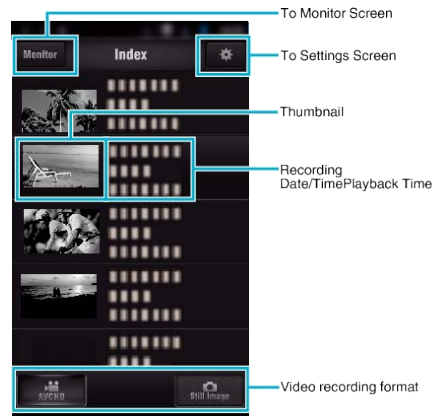 To Monitor Screen
Monitor
Index
To Settings Screen
Thumbnail
Recording
Date/TimePlayback Time
AVCHD
Still Image
Video recording format